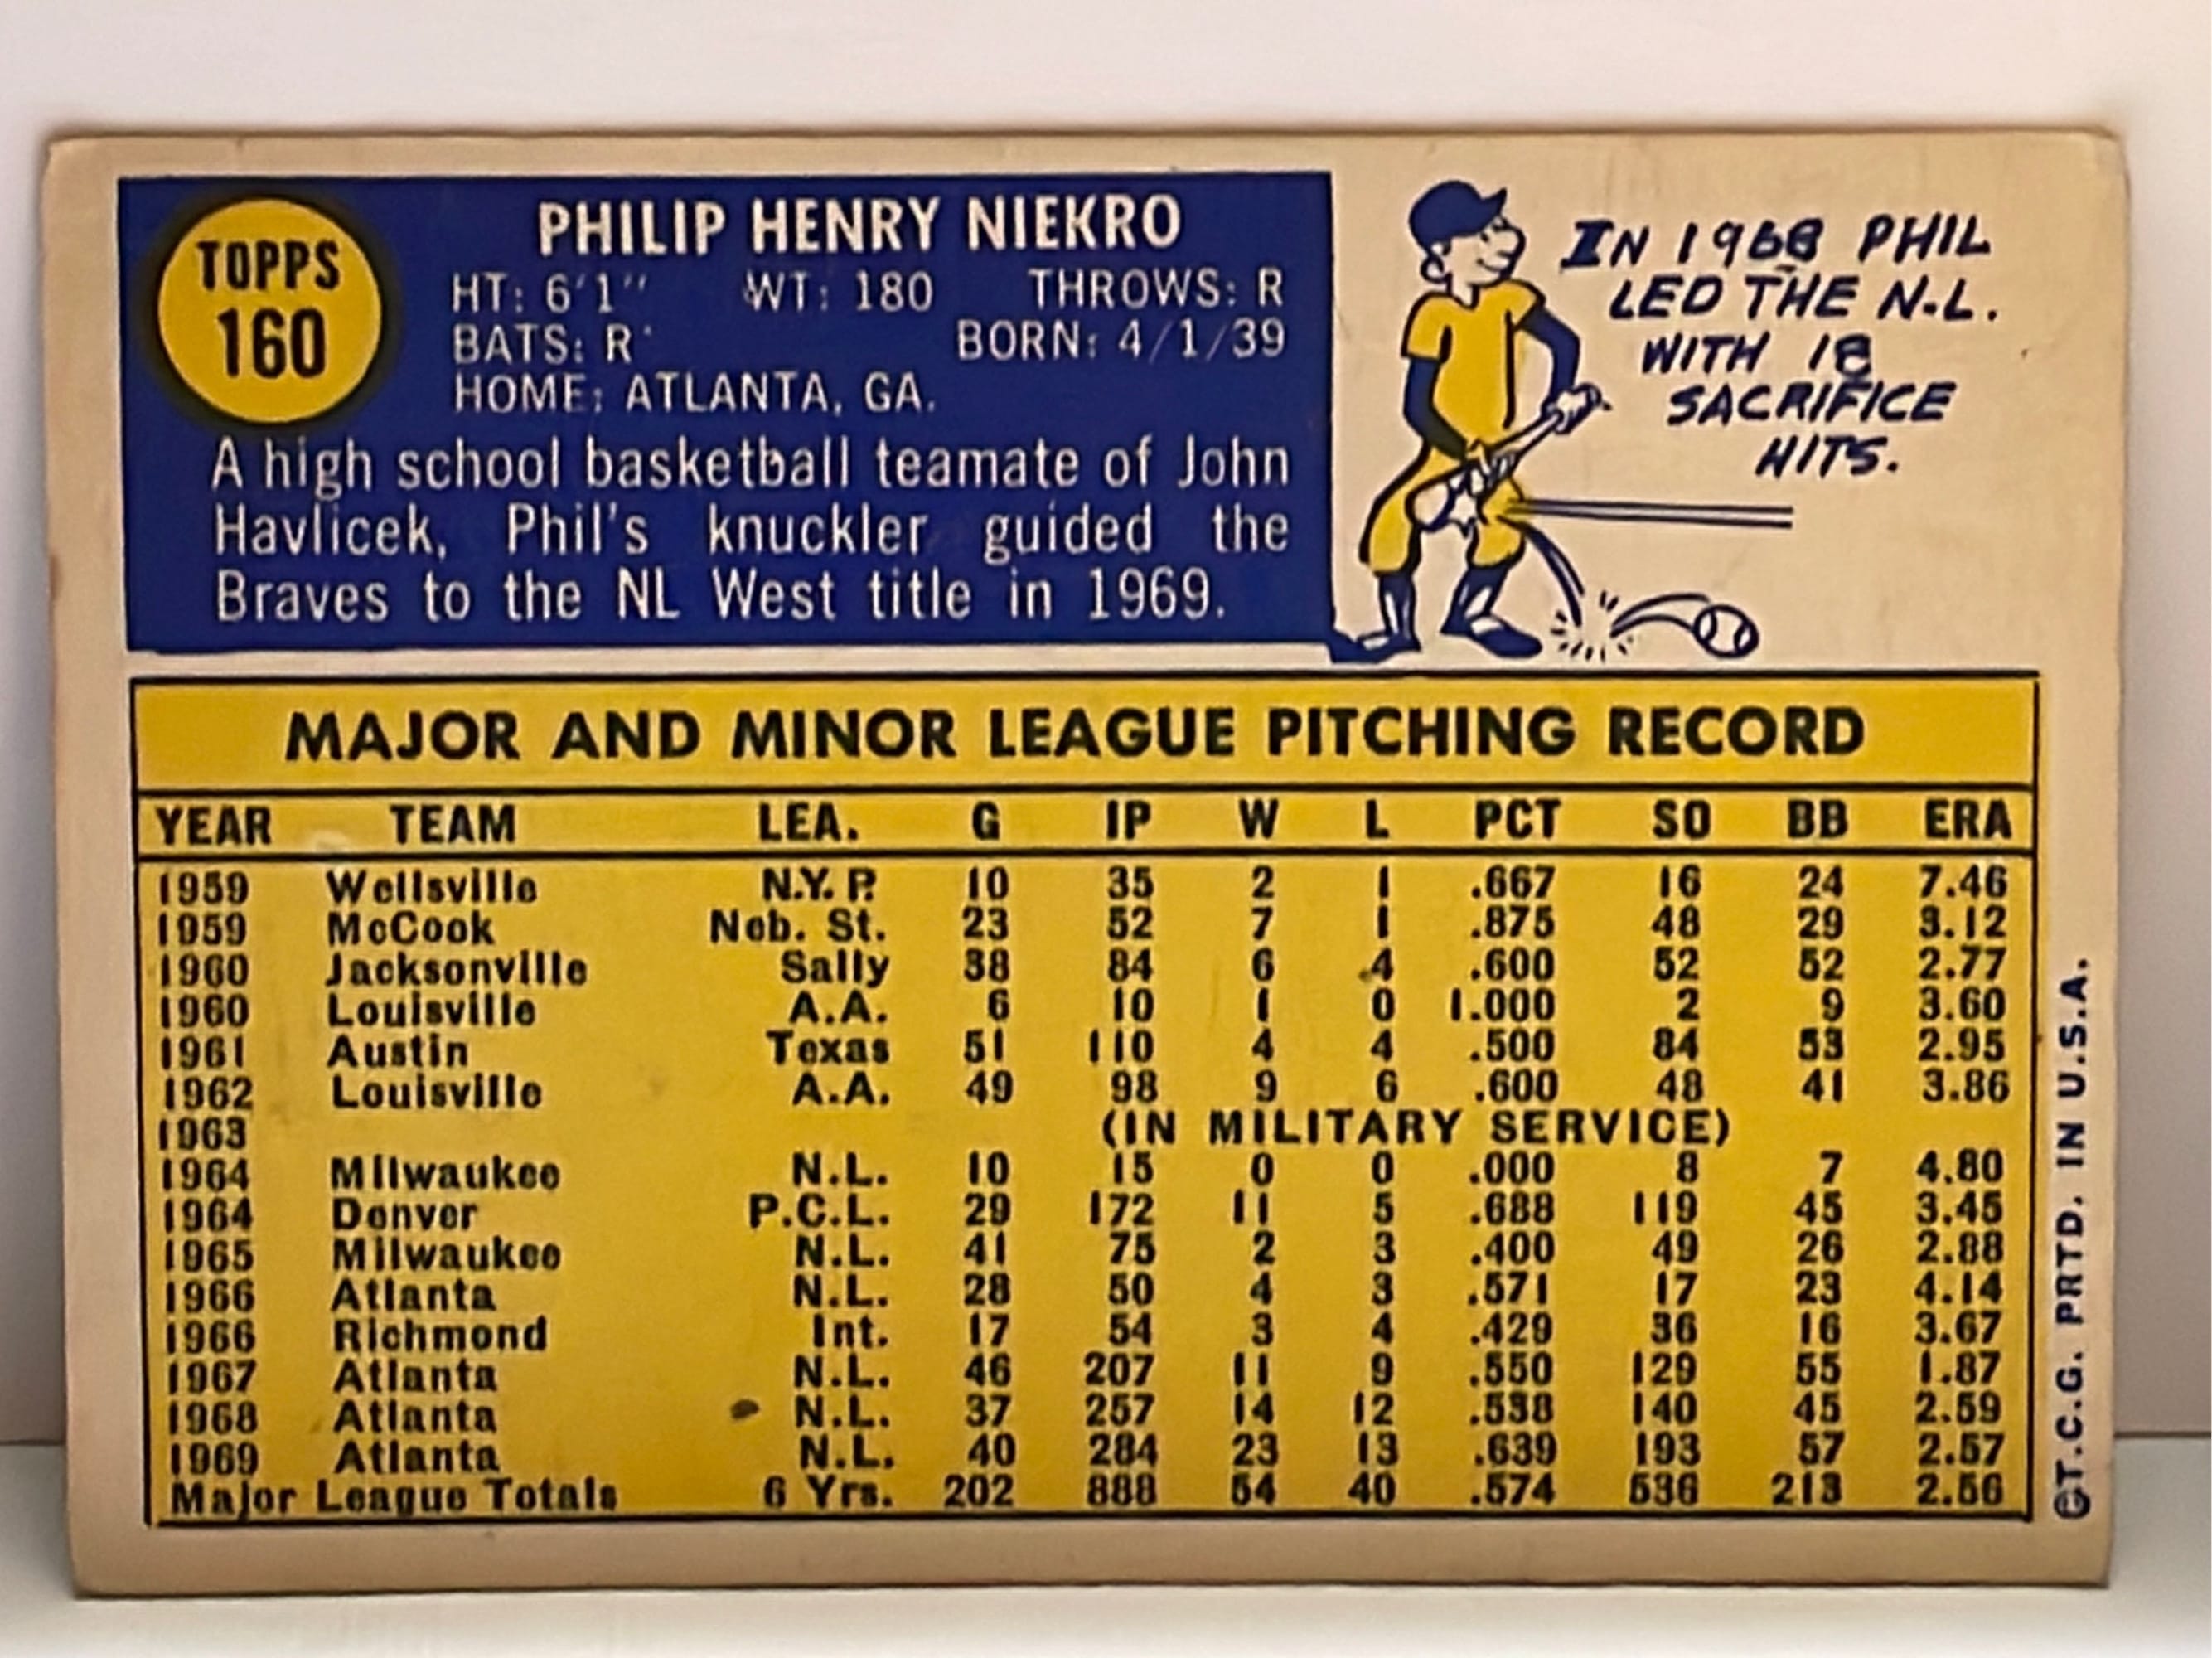 TOPPS
160
PHILIP HENRY NIEKRO
HT: 6'1" WT: 180 THROWS: R
BATS: R BORN: 4/1/39
HOME: ATLANTA, GA.
A high school basketball teamate of John
Havlicek, Phil's knuckler guided the
Braves to the NL West title in 1969.
IN 1968 PHIL
LED THE N.L.
WITH 18
SACRIFICE
HITS.
MAJOR AND MINOR LEAGUE PITCHING RECORD
YEAR TEAM LEA. G IP W L PCT SO BB ERA
1959 Wellsville N.Y.P. 10 35 2 1 .667 16 24 7.46
1959 McCook Neb. St. 23 52 7 1 .875 48 29 3.12
1960 Jacksonville Sally 38 84 6 4 .600 52 52 2.77
1960 Louisville A.A. 6 10 1 0 1.000 2 9 3.60
1961 Austin Texas 51 110 4 4 .500 84 53 2.95
1962 Louisville A.A. 49 98 9 6 .600 48 41 3.86
1963 (IN MILITARY SERVICE)
1964 Milwaukee N.L. 10 15 0 0 .000 8 7 4.80
1964 Denver P.C.L. 29 172 11 5 .688 119 45 3.45
1965 Milwaukee N.L. 41 75 2 3 .400 49 26 2.88
1966 Atlanta N.L. 28 50 4 3 .571 17 23 4.14
1966 Richmond Int. 17 54 3 4 .429 36 16 3.67
1967 Atlanta N.L. 46 207 11 9 .550 129 55 1.87
1968 Atlanta N.L. 37 257 14 12 .538 140 45 2.59
1969 Atlanta N.L. 40 284 23 13 .639 193 57 2.57
Major League Totals 6 Yrs. 202 888 54 40 .574 536 213 2.56
©T.C.G. PRTD. IN U.S.A.